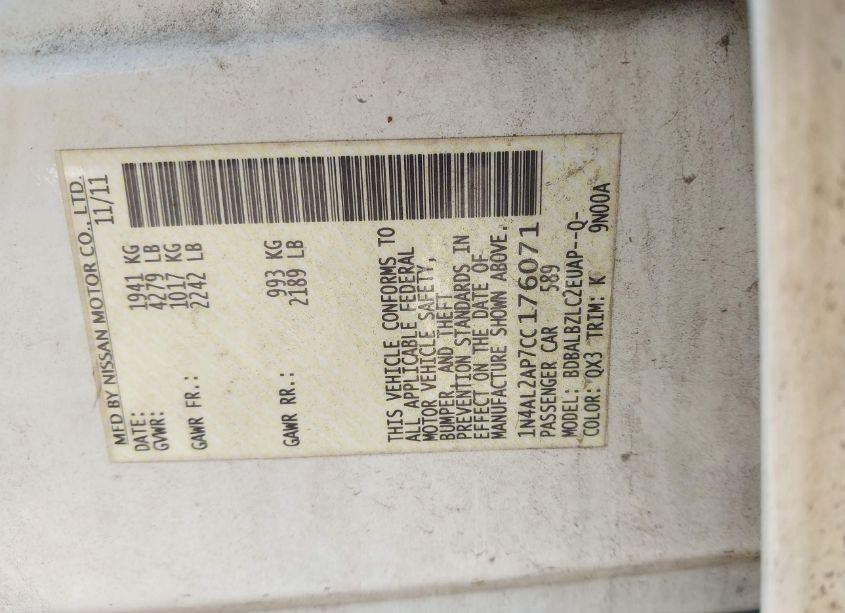 MFD BY NISSAN MOTOR CO., LTD.
DATE: 11/11
GVWR: 1941 KG
4279 LB
GAWR FR.: 1017 KG
2242 LB
GAWR RR.: 993 KG
2189 LB
THIS VEHICLE CONFORMS TO
ALL APPLICABLE FEDERAL
MOTOR VEHICLE SAFETY,
BUMPER, AND THEFT
PREVENTION STANDARDS IN
EFFECT ON THE DATE OF
MANUFACTURE SHOWN ABOVE.
1N4AL2AP7CC176071
PASSENGER CAR 589
MODEL: BDBALBZLC2EUAP--Q-
COLOR: QX3 TRIM: K 9N00A